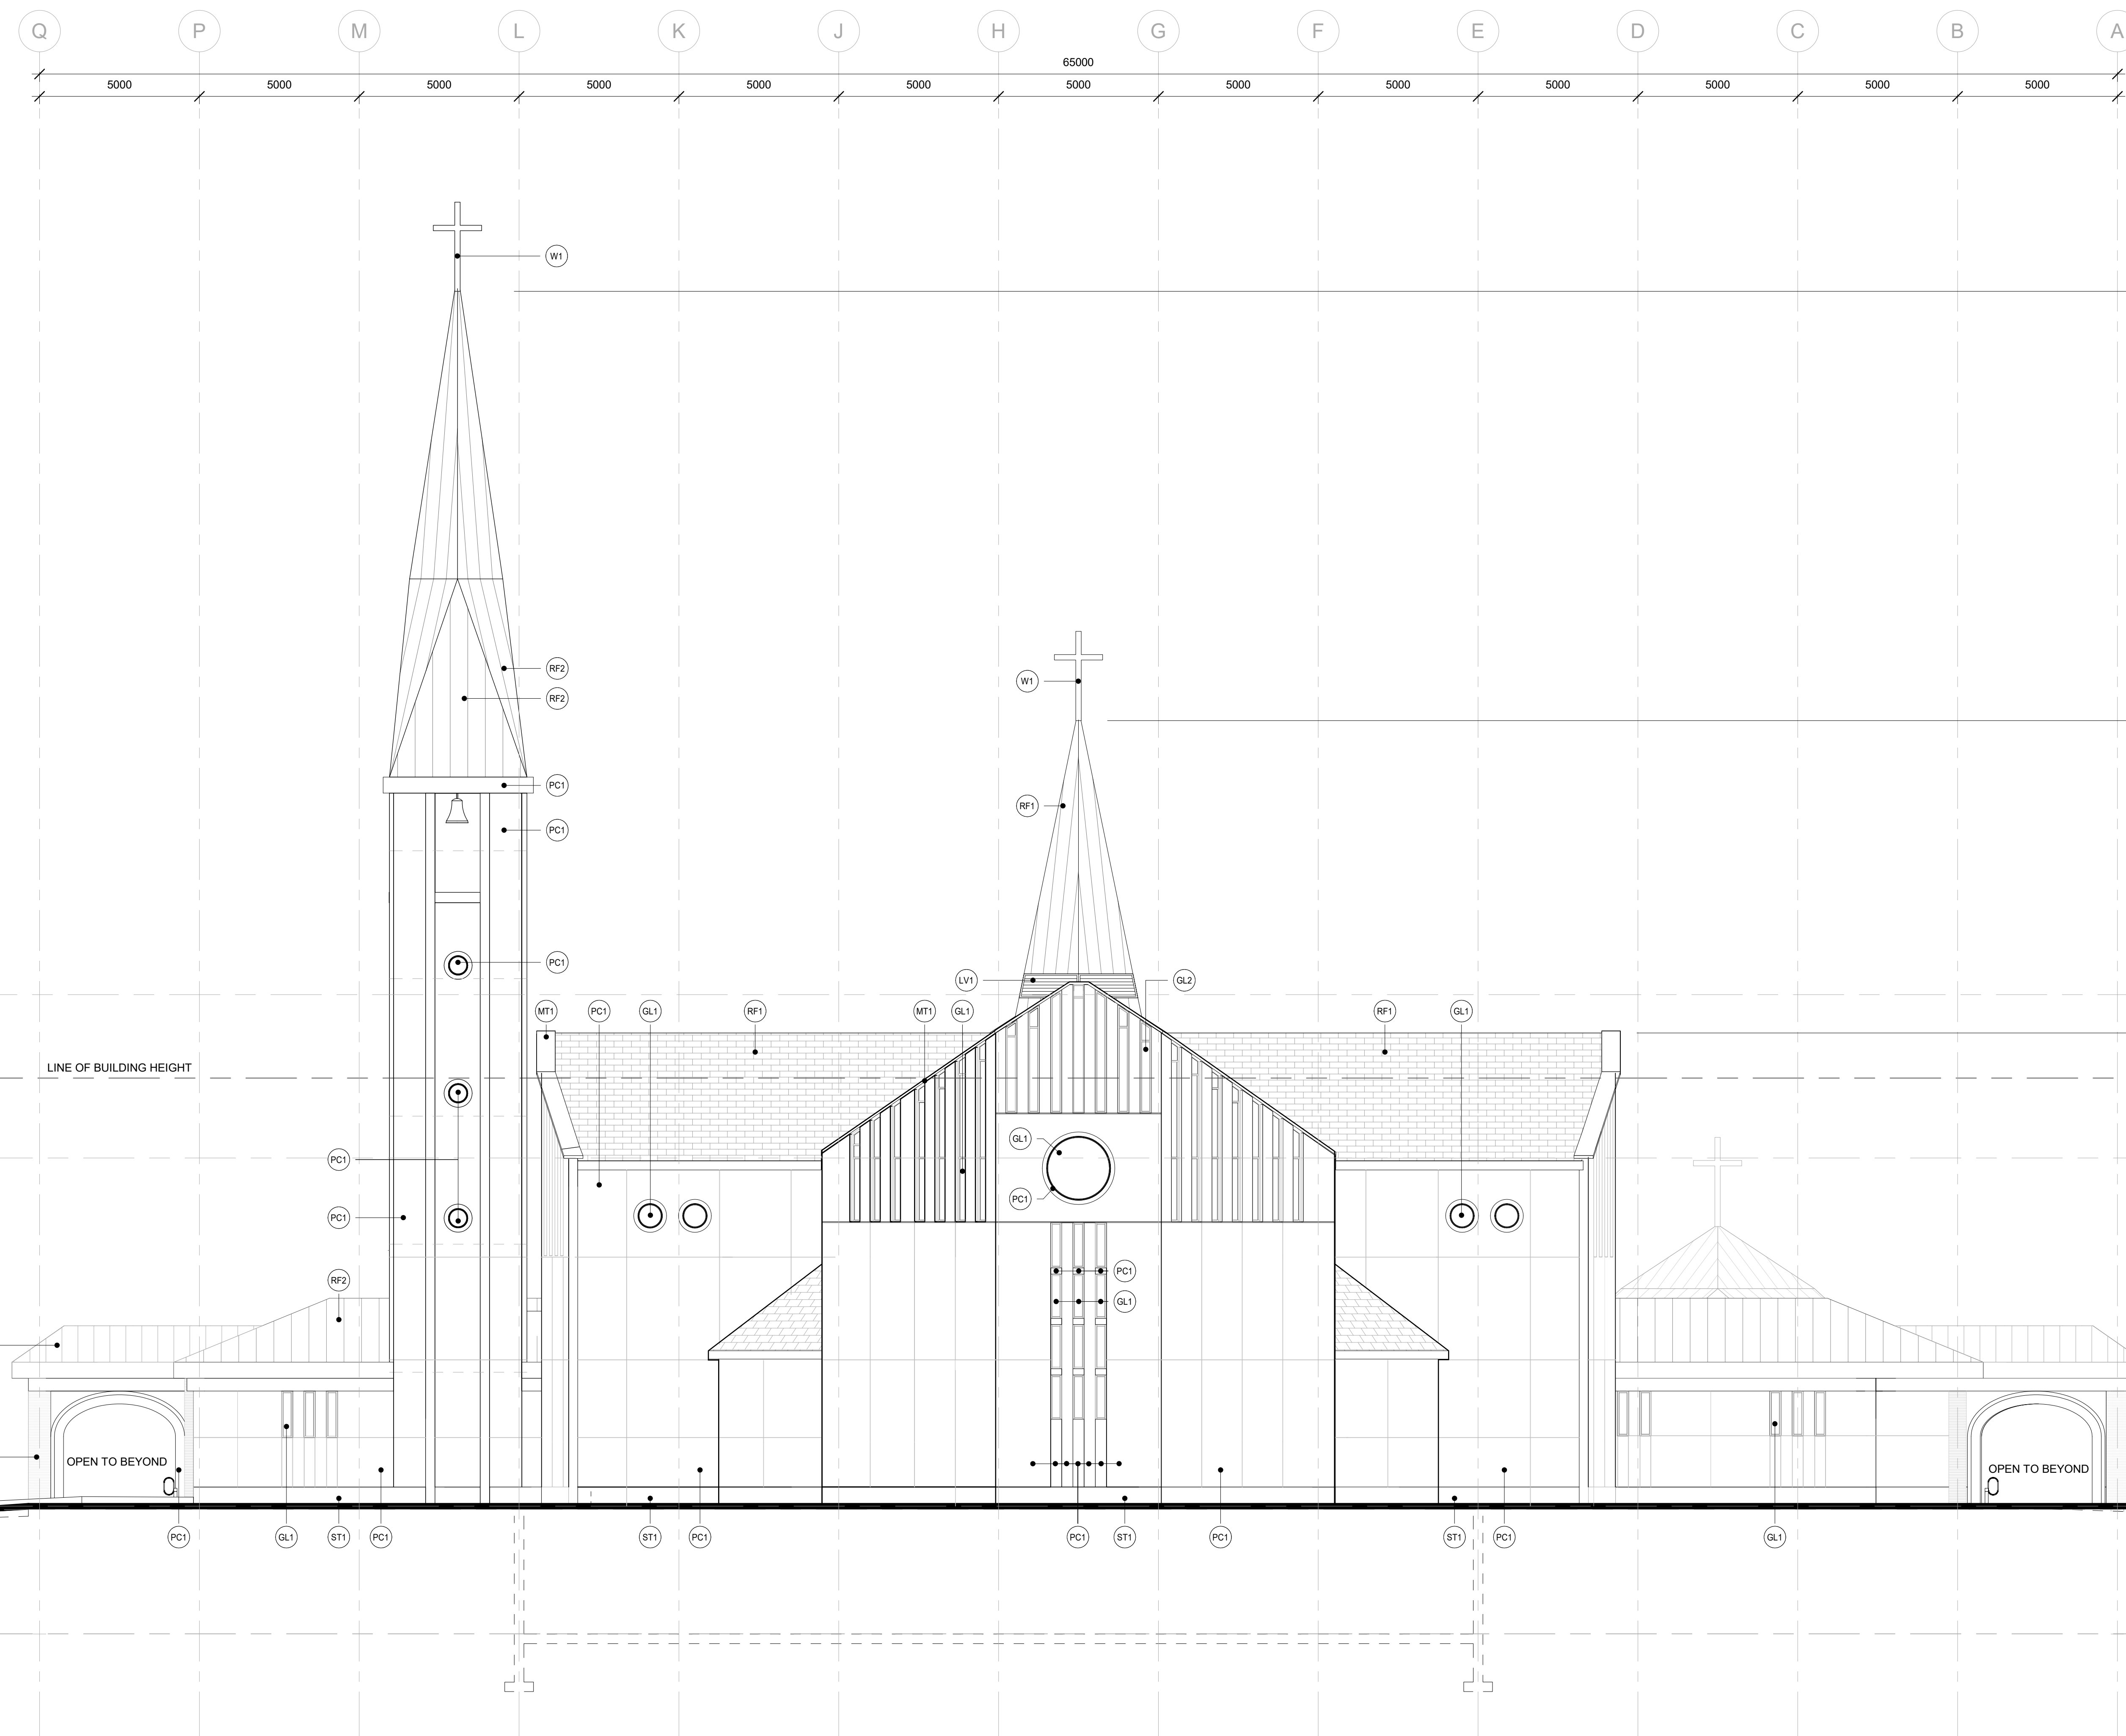 Q P M L K J H G F E D C B A
65000
5000 5000 5000 5000 5000 5000 5000 5000 5000 5000 5000 5000 5000
W1
RF2
W1
RF2
PC1
RF1
PC1
PC1
LV1 GL2
MT1 PC1 GL1 RF1 MT1 GL1 RF1 GL1
LINE OF BUILDING HEIGHT
GL1
PC1
PC1
PC1
PC1
RF2
GL1
OPEN TO BEYOND OPEN TO BEYOND
PC1 GL1 ST1 PC1 ST1 PC1 PC1 ST1 PC1 ST1 PC1 GL1